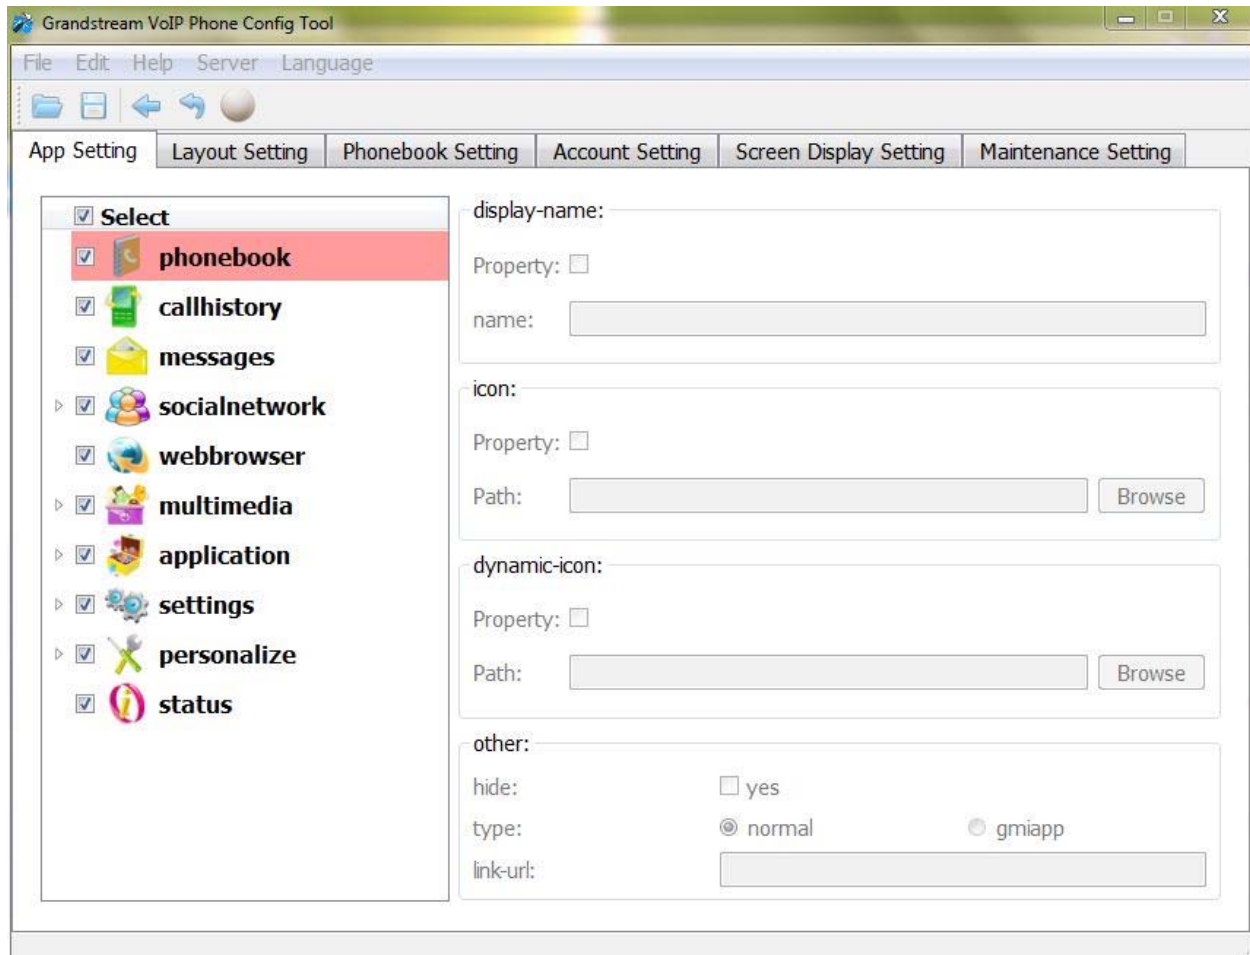 Grandstream VoIP Phone Config Tool
File Edit Help Server Language
App Setting Layout Setting Phonebook Setting Account Setting Screen Display Setting Maintenance Setting
Select
phonebook
callhistory
messages
socialnetwork
webbrowser
multimedia
application
settings
personalize
status
display-name:
Property:
name:
icon:
Property:
Path: Browse
dynamic-icon:
Property:
Path: Browse
other:
hide: yes
type: normal gmiapp
link-url: